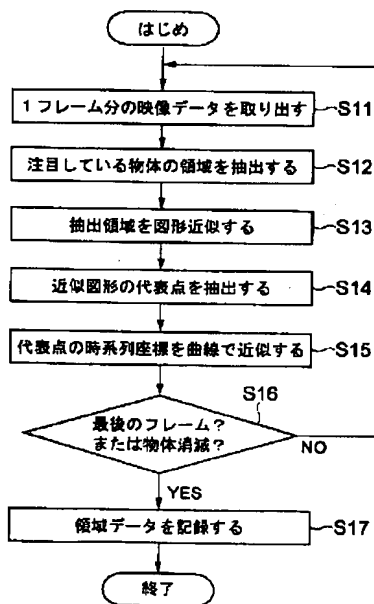 はじめ
1フレーム分の映像データを取り出す
S11
注目している物体の領域を抽出する
S12
抽出領域を図形近似する
S13
近似図形の代表点を抽出する
S14
代表点の時系列座標を曲線で近似する
S15
S16
最後のフレーム?
または物体消滅?
NO
YES
領域データを記録する
S17
終了